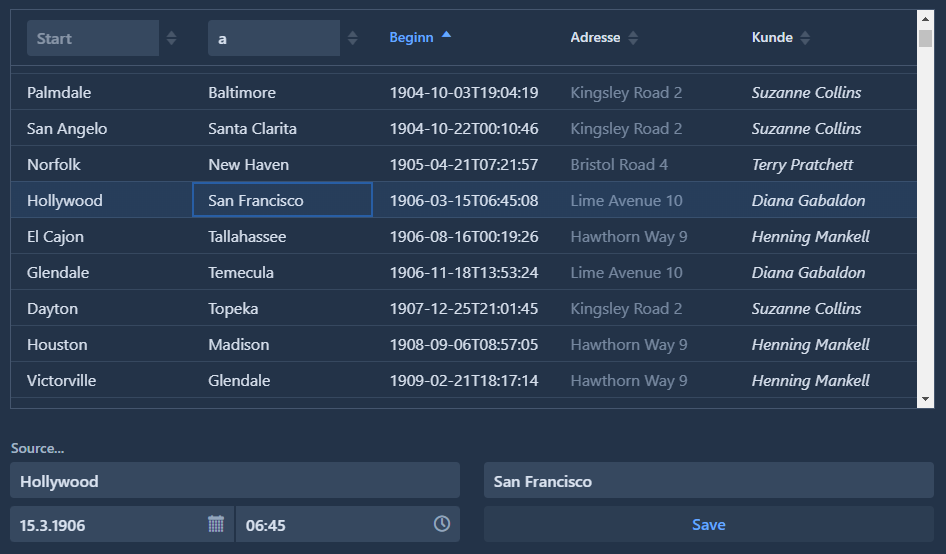 Start a Beginn Adresse Kunde
Palmdale Baltimore 1904-10-03T19:04:19 Kingsley Road 2 Suzanne Collins
San Angelo Santa Clarita 1904-10-22T00:10:46 Kingsley Road 2 Suzanne Collins
Norfolk New Haven 1905-04-21T07:21:57 Bristol Road 4 Terry Pratchett
Hollywood San Francisco 1906-03-15T06:45:08 Lime Avenue 10 Diana Gabaldon
El Cajon Tallahassee 1906-08-16T00:19:26 Hawthorn Way 9 Henning Mankell
Glendale Temecula 1906-11-18T13:53:24 Lime Avenue 10 Diana Gabaldon
Dayton Topeka 1907-12-25T21:01:45 Kingsley Road 2 Suzanne Collins
Houston Madison 1908-09-06T08:57:05 Hawthorn Way 9 Henning Mankell
Victorville Glendale 1909-02-21T18:17:14 Hawthorn Way 9 Henning Mankell
Source...
Hollywood San Francisco
15.3.1906 06:45 Save